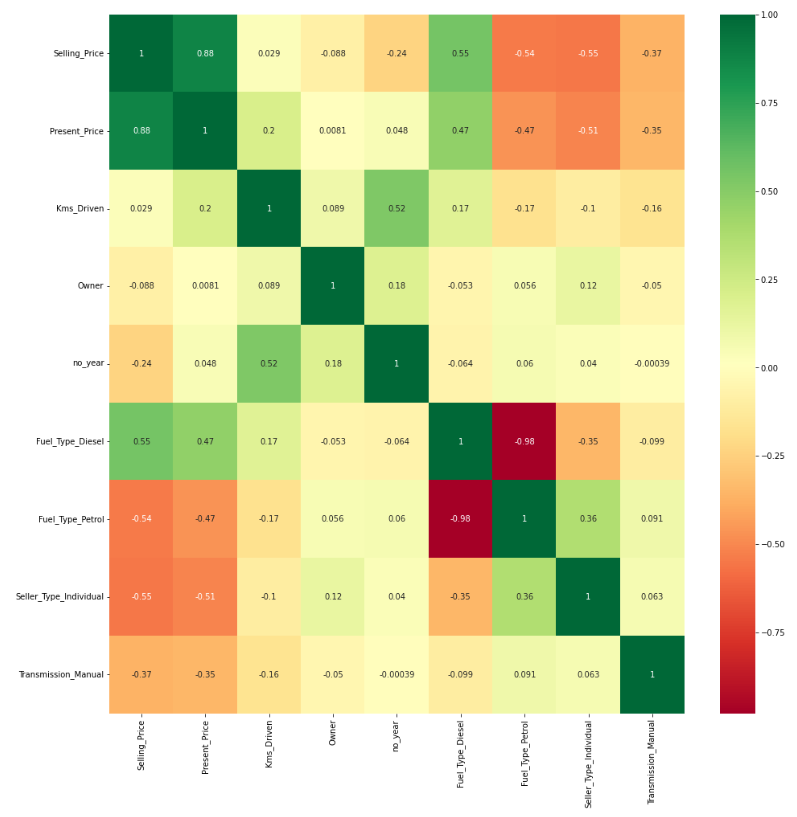 Selling_Price 1 0.88 0.029 -0.088 -0.24 0.55 -0.54 -0.55 -0.37
Present_Price 0.88 1 0.2 0.0081 0.048 0.47 -0.47 -0.51 -0.35
Kms_Driven 0.029 0.2 1 0.089 0.52 0.17 -0.17 -0.1 -0.16
Owner -0.088 0.0081 0.089 1 0.18 -0.053 0.056 0.12 -0.05
no_year -0.24 0.048 0.52 0.18 1 -0.064 0.06 0.04 -0.00039
Fuel_Type_Diesel 0.55 0.47 0.17 -0.053 -0.064 1 -0.98 -0.35 -0.099
Fuel_Type_Petrol -0.54 -0.47 -0.17 0.056 0.06 -0.98 1 0.36 0.091
Seller_Type_Individual -0.55 -0.51 -0.1 0.12 0.04 -0.35 0.36 1 0.063
Transmission_Manual -0.37 -0.35 -0.16 -0.05 -0.00039 -0.099 0.091 0.063 1
Selling_Price
Present_Price
Kms_Driven
Owner
no_year
Fuel_Type_Diesel
Fuel_Type_Petrol
Seller_Type_Individual
Transmission_Manual
1.00
0.75
0.50
0.25
0.00
-0.25
-0.50
-0.75